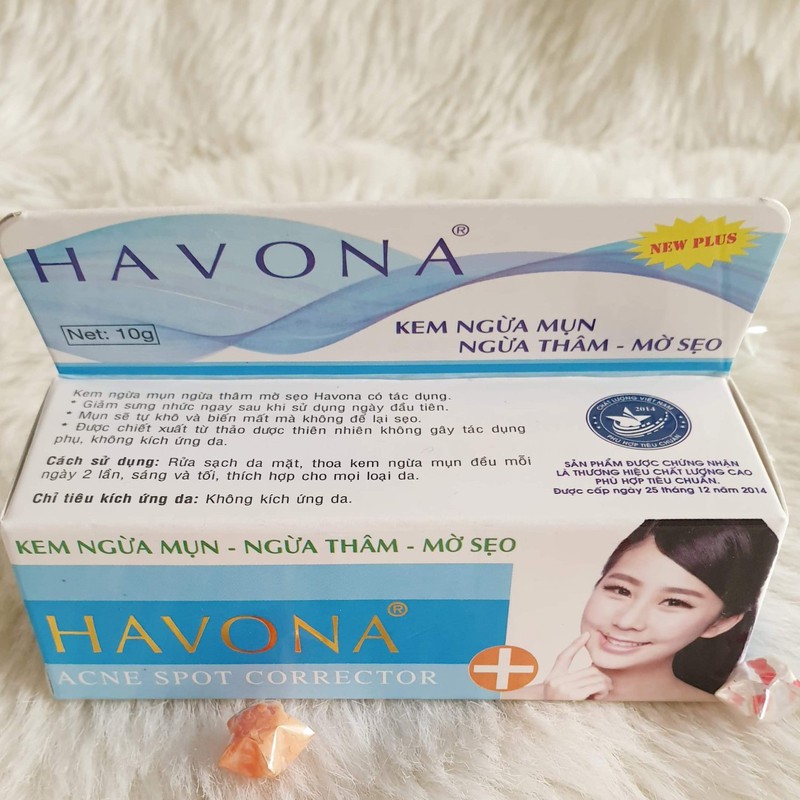 HAVONA®
NEW PLUS
Net: 10g
KEM NGỪA MỤN
NGỪA THÂM - MỜ SẸO
Kem ngừa mụn ngừa thâm mờ sẹo Havona có tác dụng.
* Giảm sưng nhức ngay sau khi sử dụng ngày đầu tiên.
* Mụn sẽ tự khô và biến mất mà không để lại sẹo.
* Được chiết xuất từ thảo dược thiên nhiên không gây tác dụng
phụ, không kích ứng da.
Cách sử dụng: Rửa sạch da mặt, thoa kem ngừa mụn đều mỗi
ngày 2 lần, sáng và tối, thích hợp cho mọi loại da.
Chỉ tiêu kích ứng da: Không kích ứng da.
CHẤT LƯỢNG VIỆT NAM
2014
PHÙ HỢP TIÊU CHUẨN
SẢN PHẨM ĐƯỢC CHỨNG NHẬN
LÀ THƯƠNG HIỆU CHẤT LƯỢNG CAO
PHÙ HỢP TIÊU CHUẨN.
Được cấp ngày 25 tháng 12 năm 2014
KEM NGỪA MỤN - NGỪA THÂM - MỜ SẸO
HAVONA®
ACNE SPOT CORRECTOR